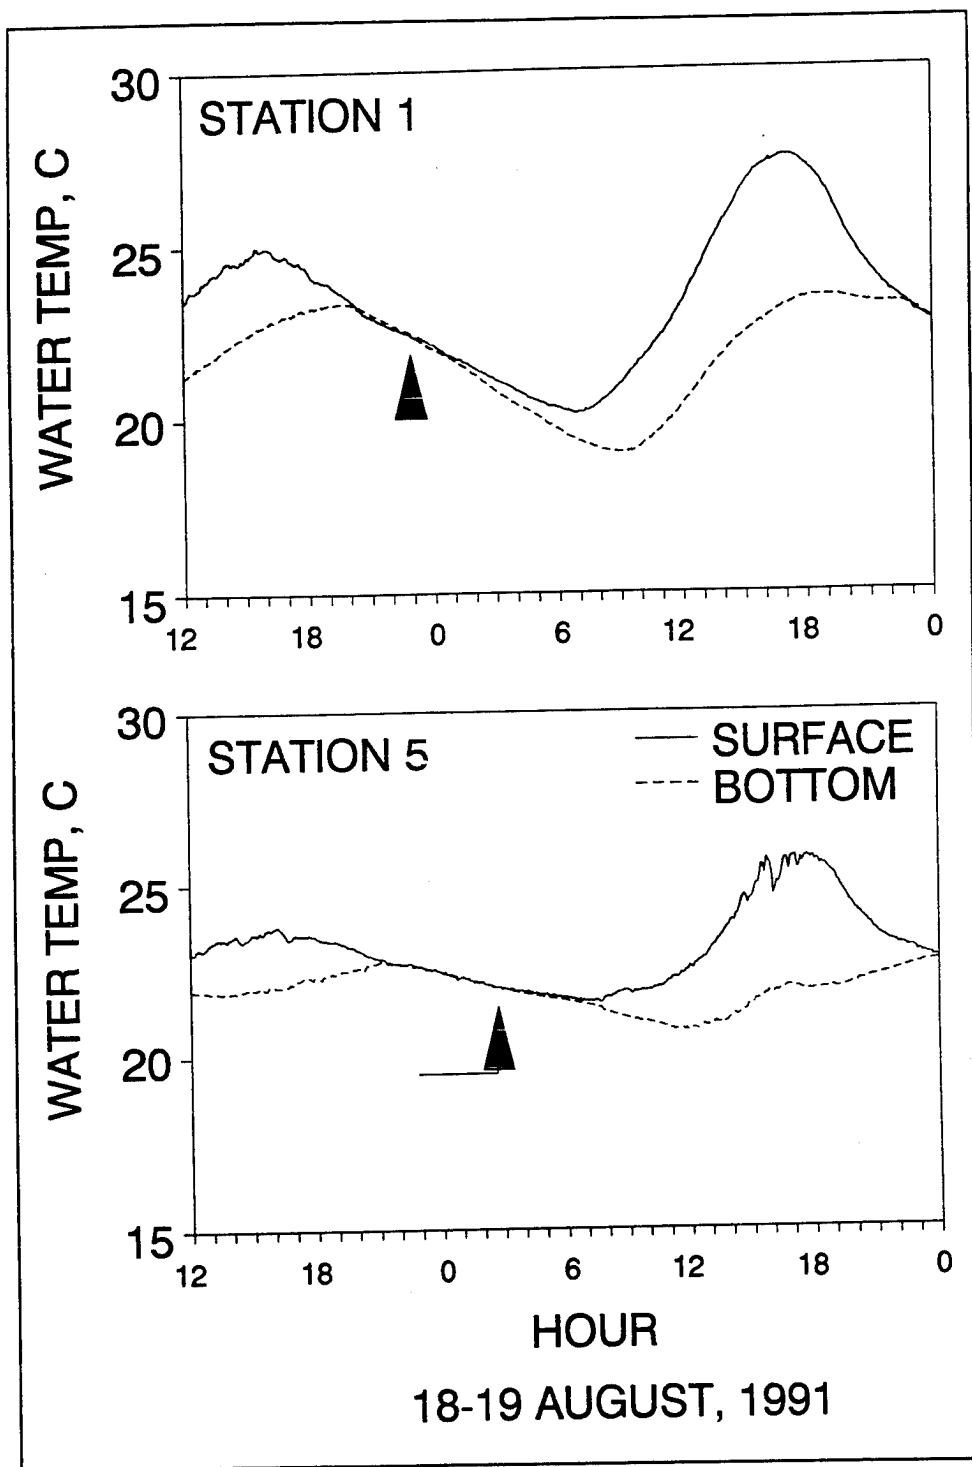 30
STATION 1
25
20
15
WATER TEMP, C
12 18 0 6 12 18 0
30
STATION 5
SURFACE
BOTTOM
25
20
15
WATER TEMP, C
12 18 0 6 12 18 0
HOUR
18-19 AUGUST, 1991